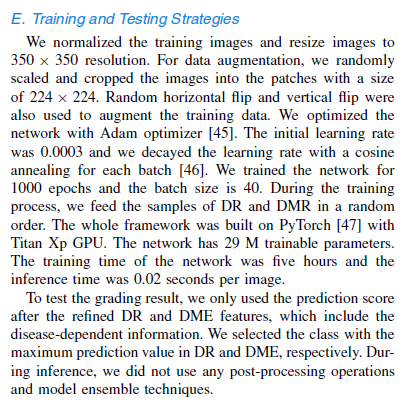 E. Training and Testing Strategies
We normalized the training images and resize images to
350 × 350 resolution. For data augmentation, we randomly
scaled and cropped the images into the patches with a size
of 224 × 224. Random horizontal flip and vertical flip were
also used to augment the training data. We optimized the
network with Adam optimizer [45]. The initial learning rate
was 0.0003 and we decayed the learning rate with a cosine
annealing for each batch [46]. We trained the network for
1000 epochs and the batch size is 40. During the training
process, we feed the samples of DR and DMR in a random
order. The whole framework was built on PyTorch [47] with
Titan Xp GPU. The network has 29 M trainable parameters.
The training time of the network was five hours and the
inference time was 0.02 seconds per image.
To test the grading result, we only used the prediction score
after the refined DR and DME features, which include the
disease-dependent information. We selected the class with the
maximum prediction value in DR and DME, respectively. Dur-
ing inference, we did not use any post-processing operations
and model ensemble techniques.